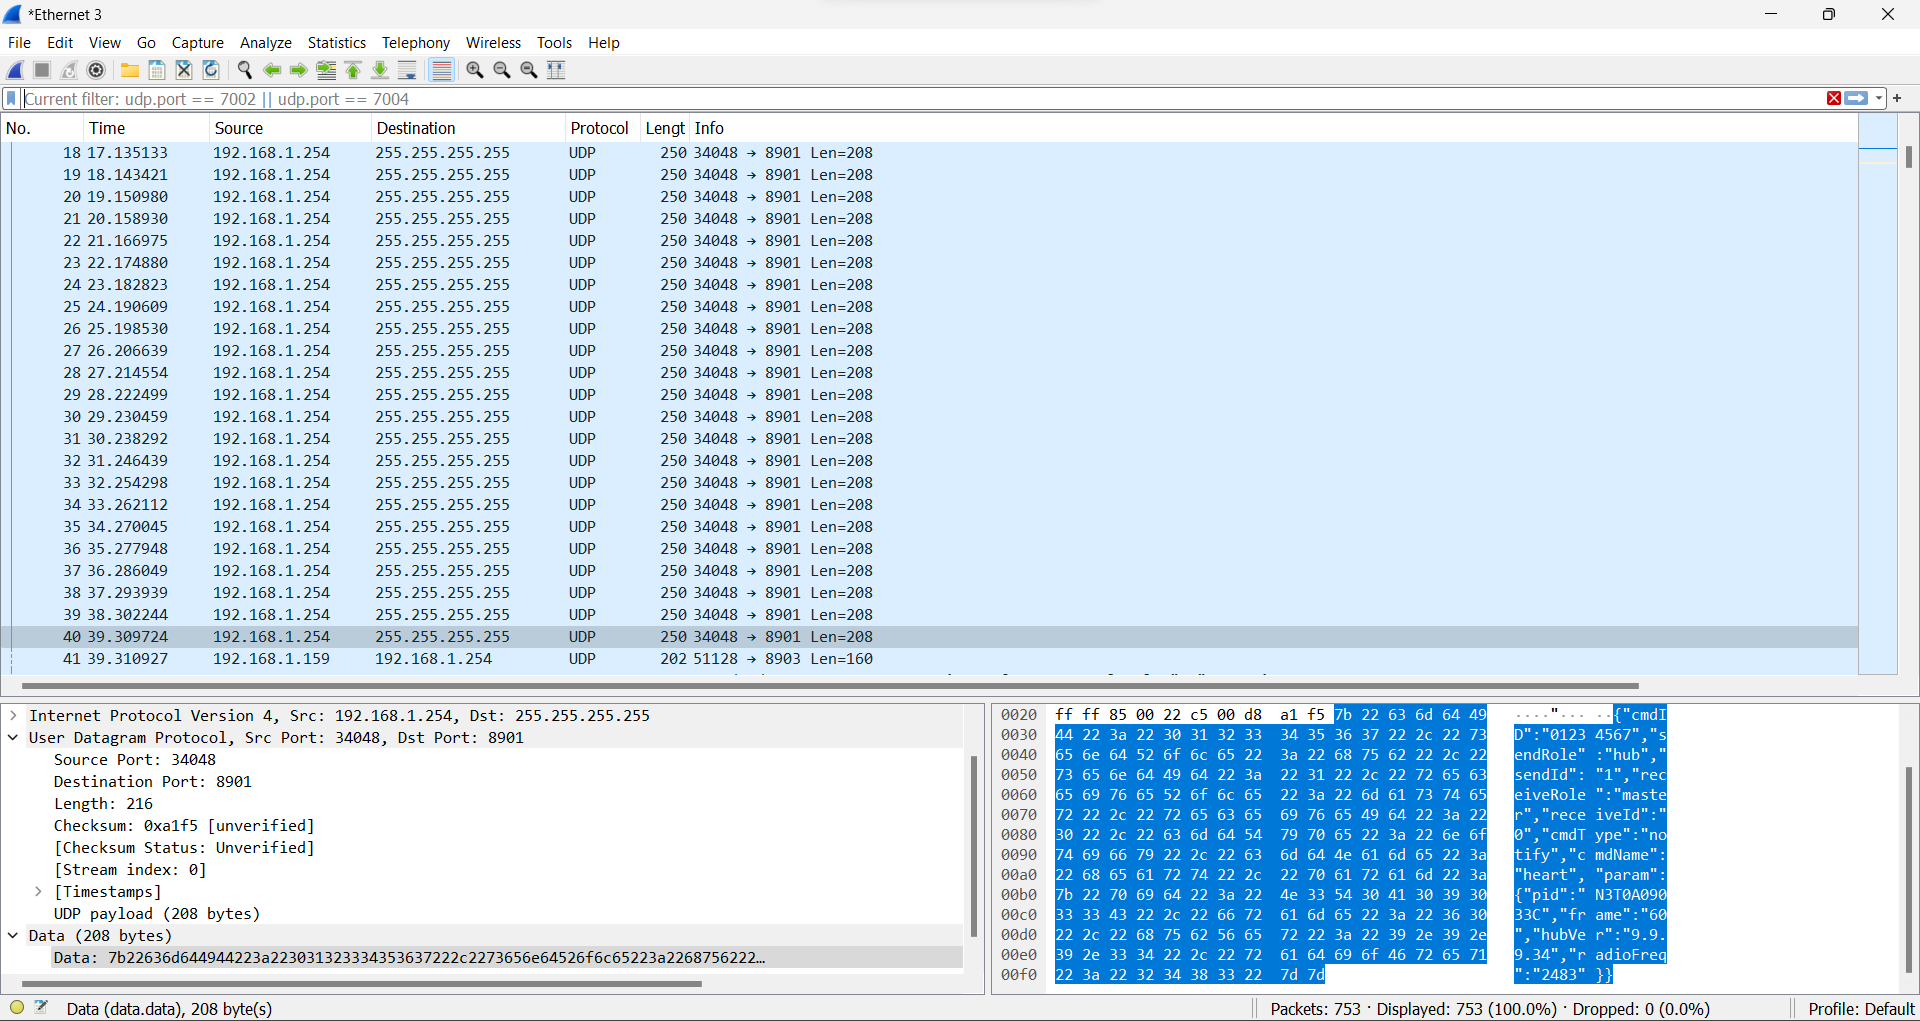 *Ethernet 3
File Edit View Go Capture Analyze Statistics Telephony Wireless Tools Help
Current filter: udp.port == 7002 || udp.port == 7004
No. Time Source Destination Protocol Lengt Info
18 17.135133 192.168.1.254 255.255.255.255 UDP 250 34048 → 8901 Len=208
19 18.143421 192.168.1.254 255.255.255.255 UDP 250 34048 → 8901 Len=208
20 19.150980 192.168.1.254 255.255.255.255 UDP 250 34048 → 8901 Len=208
21 20.158930 192.168.1.254 255.255.255.255 UDP 250 34048 → 8901 Len=208
22 21.166975 192.168.1.254 255.255.255.255 UDP 250 34048 → 8901 Len=208
23 22.174880 192.168.1.254 255.255.255.255 UDP 250 34048 → 8901 Len=208
24 23.182823 192.168.1.254 255.255.255.255 UDP 250 34048 → 8901 Len=208
25 24.190609 192.168.1.254 255.255.255.255 UDP 250 34048 → 8901 Len=208
26 25.198530 192.168.1.254 255.255.255.255 UDP 250 34048 → 8901 Len=208
27 26.206639 192.168.1.254 255.255.255.255 UDP 250 34048 → 8901 Len=208
28 27.214554 192.168.1.254 255.255.255.255 UDP 250 34048 → 8901 Len=208
29 28.222499 192.168.1.254 255.255.255.255 UDP 250 34048 → 8901 Len=208
30 29.230459 192.168.1.254 255.255.255.255 UDP 250 34048 → 8901 Len=208
31 30.238292 192.168.1.254 255.255.255.255 UDP 250 34048 → 8901 Len=208
32 31.246439 192.168.1.254 255.255.255.255 UDP 250 34048 → 8901 Len=208
33 32.254298 192.168.1.254 255.255.255.255 UDP 250 34048 → 8901 Len=208
34 33.262112 192.168.1.254 255.255.255.255 UDP 250 34048 → 8901 Len=208
35 34.270045 192.168.1.254 255.255.255.255 UDP 250 34048 → 8901 Len=208
36 35.277948 192.168.1.254 255.255.255.255 UDP 250 34048 → 8901 Len=208
37 36.286049 192.168.1.254 255.255.255.255 UDP 250 34048 → 8901 Len=208
38 37.293939 192.168.1.254 255.255.255.255 UDP 250 34048 → 8901 Len=208
39 38.302244 192.168.1.254 255.255.255.255 UDP 250 34048 → 8901 Len=208
40 39.309724 192.168.1.254 255.255.255.255 UDP 250 34048 → 8901 Len=208
41 39.310927 192.168.1.159 192.168.1.254 UDP 202 51128 → 8903 Len=160
Internet Protocol Version 4, Src: 192.168.1.254, Dst: 255.255.255.255
User Datagram Protocol, Src Port: 34048, Dst Port: 8901
Source Port: 34048
Destination Port: 8901
Length: 216
Checksum: 0xa1f5 [unverified]
[Checksum Status: Unverified]
[Stream index: 0]
[Timestamps]
UDP payload (208 bytes)
Data (208 bytes)
Data: 7b22636d644944223a223031323334353637222c2273656e64526f6c65223a2268756222…
0020 ff ff 85 00 22 c5 00 d8 a1 f5 7b 22 63 6d 64 49 ····"··· ··{"cmdI
0030 44 22 3a 22 30 31 32 33 34 35 36 37 22 2c 22 73 D":"0123 4567","s
0040 65 6e 64 52 6f 6c 65 22 3a 22 68 75 62 22 2c 22 endRole" :"hub","
0050 73 65 6e 64 49 64 22 3a 22 31 22 2c 22 72 65 63 sendId": "1","rec
0060 65 69 76 65 52 6f 6c 65 22 3a 22 6d 61 73 74 65 eiveRole ":"maste
0070 72 22 2c 22 72 65 63 65 69 76 65 49 64 22 3a 22 r","rece iveId":"
0080 30 22 2c 22 63 6d 64 54 79 70 65 22 3a 22 6e 6f 0","cmdT ype":"no
0090 74 69 66 79 22 2c 22 63 6d 64 4e 61 6d 65 22 3a tify","c mdName":
00a0 22 68 65 61 72 74 22 2c 22 70 61 72 61 6d 22 3a "heart", "param":
00b0 7b 22 70 69 64 22 3a 22 4e 33 54 30 41 30 39 30 {"pid":" N3T0A090
00c0 33 33 43 22 2c 22 66 72 61 6d 65 22 3a 22 36 30 33C","fr ame":"60
00d0 22 2c 22 68 75 62 56 65 72 22 3a 22 39 2e 39 2e ","hubVe r":"9.9.
00e0 39 2e 33 34 22 2c 22 72 61 64 69 6f 46 72 65 71 9.34","r adioFreq
00f0 22 3a 22 32 34 38 33 22 7d 7d ":"2483" }}
Data (data.data), 208 byte(s)
Packets: 753 · Displayed: 753 (100.0%) · Dropped: 0 (0.0%)
Profile: Default